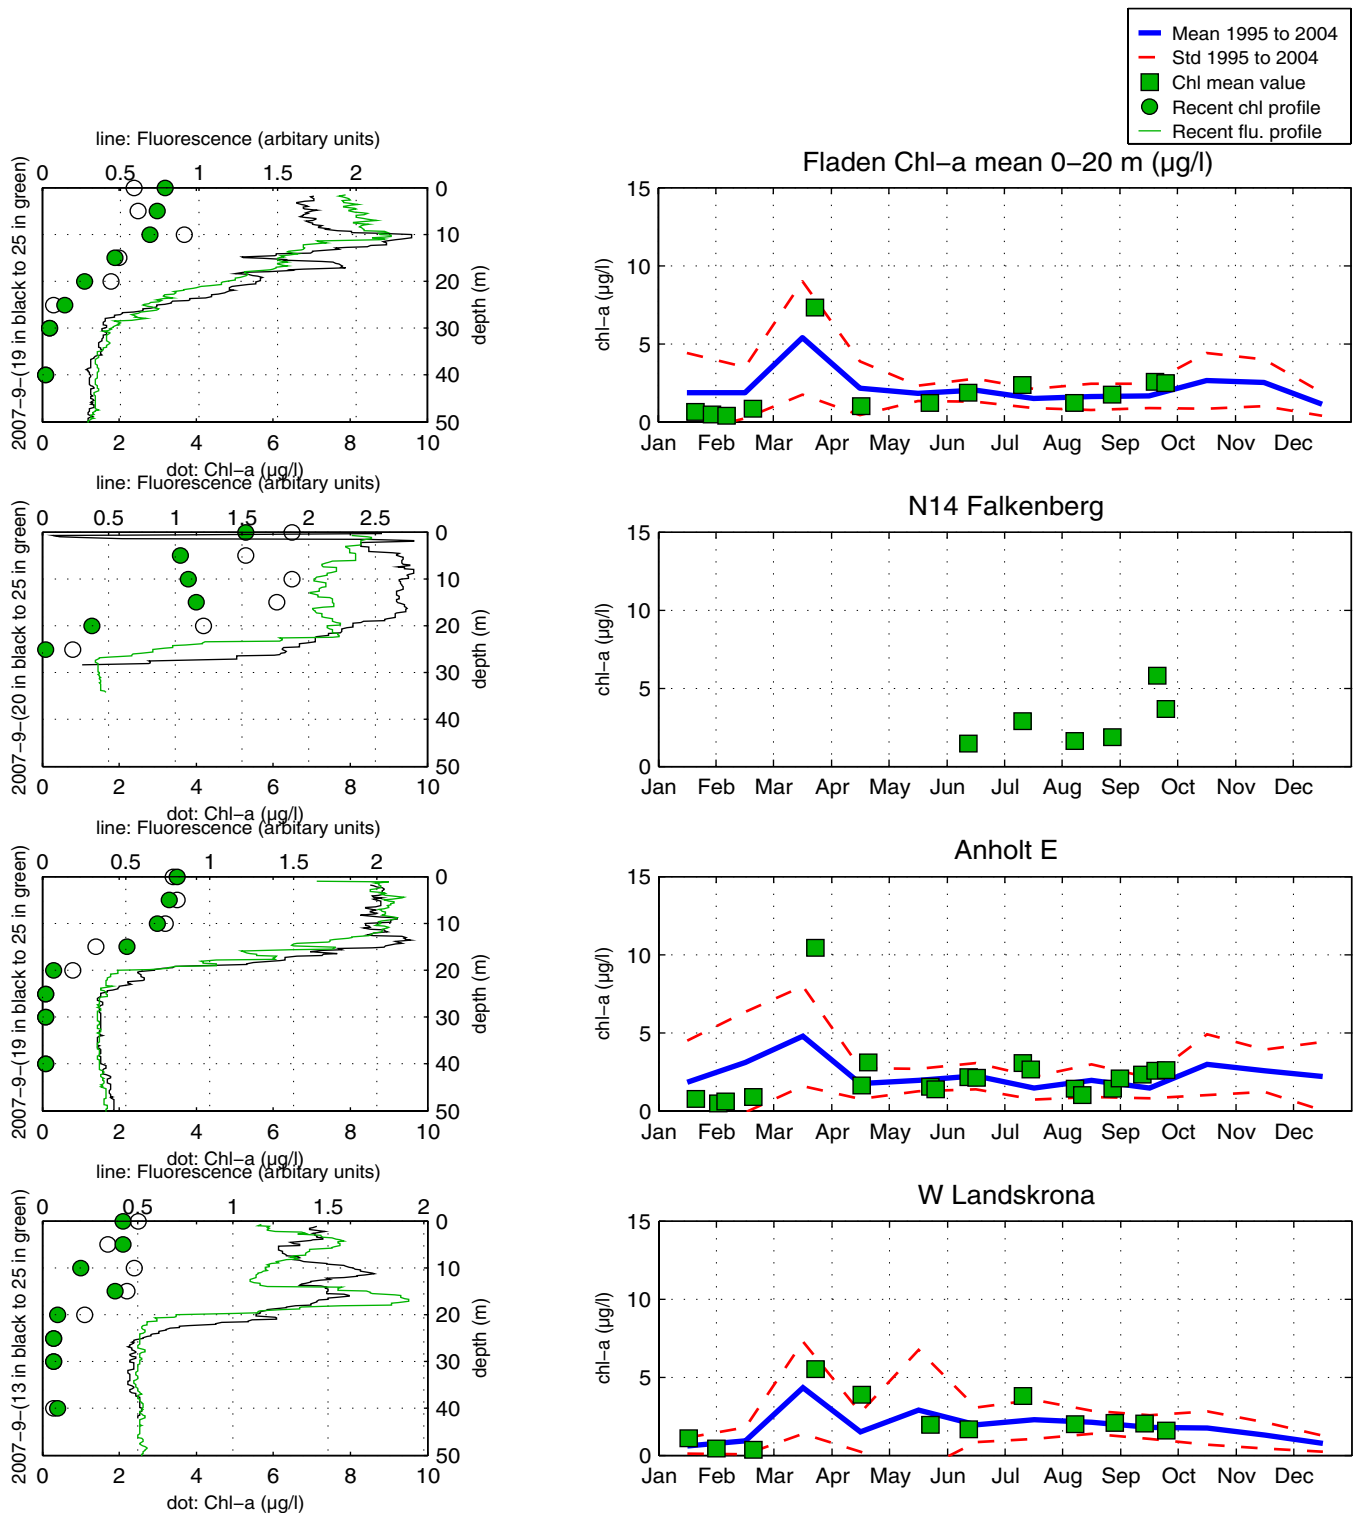 Mean 1995 to 2004
Std 1995 to 2004
Chl mean value
Recent chl profile
Recent flu. profile
line: Fluorescence (arbitary units)
0 0.5 1 1.5 2
2007-9-(19 in black to 25 in green)
0
10
20
30
40
50
depth (m)
0 2 4 6 8 10
dot: Chl-a (µg/l)
Fladen Chl-a mean 0-20 m (µg/l)
chl-a (µg/l)
15
10
5
0
Jan Feb Mar Apr May Jun Jul Aug Sep Oct Nov Dec
line: Fluorescence (arbitary units)
0 0.5 1 1.5 2 2.5
2007-9-(20 in black to 25 in green)
0
10
20
30
40
50
depth (m)
0 2 4 6 8 10
dot: Chl-a (µg/l)
N14 Falkenberg
chl-a (µg/l)
15
10
5
0
Jan Feb Mar Apr May Jun Jul Aug Sep Oct Nov Dec
line: Fluorescence (arbitary units)
0 0.5 1 1.5 2
2007-9-(19 in black to 25 in green)
0
10
20
30
40
50
depth (m)
0 2 4 6 8 10
dot: Chl-a (µg/l)
Anholt E
chl-a (µg/l)
15
10
5
0
Jan Feb Mar Apr May Jun Jul Aug Sep Oct Nov Dec
line: Fluorescence (arbitary units)
0 0.5 1 1.5 2
2007-9-(13 in black to 25 in green)
0
10
20
30
40
50
depth (m)
0 2 4 6 8 10
dot: Chl-a (µg/l)
W Landskrona
chl-a (µg/l)
15
10
5
0
Jan Feb Mar Apr May Jun Jul Aug Sep Oct Nov Dec